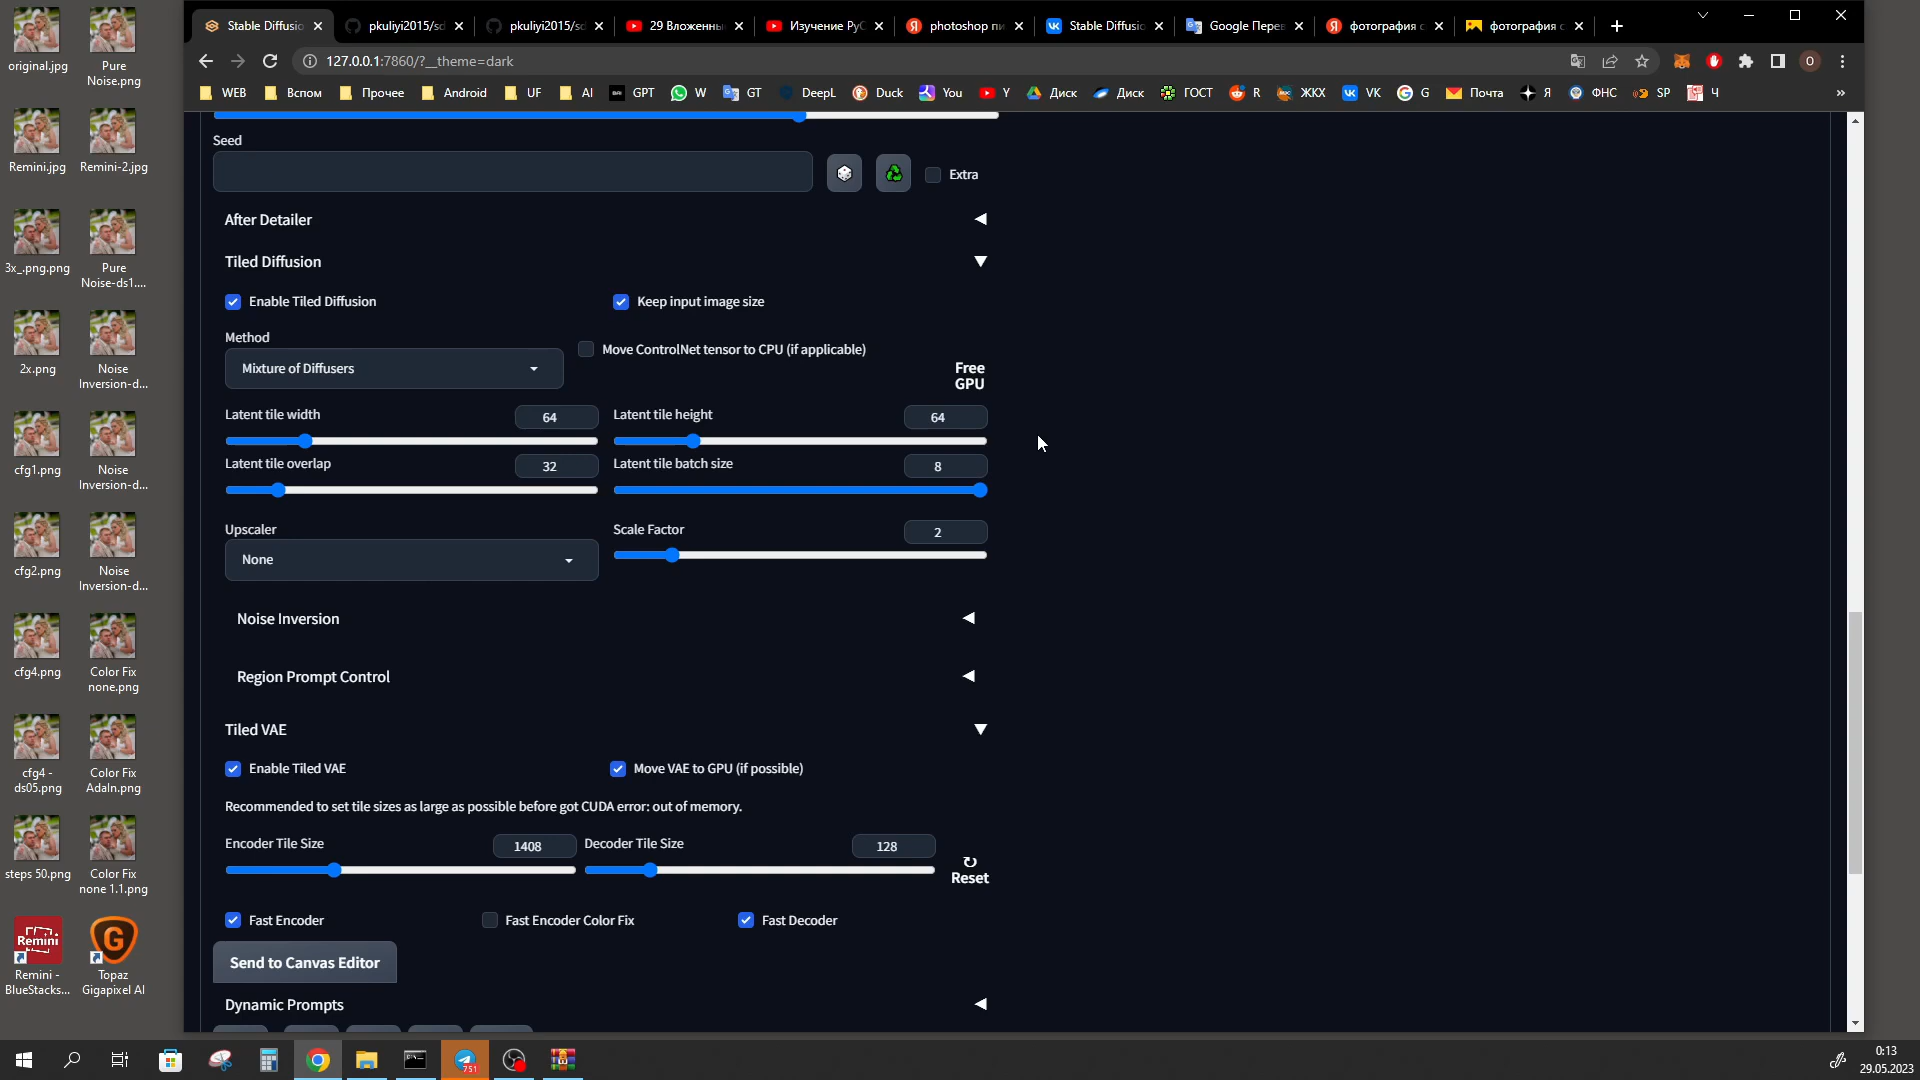 Stable Diffusio
pkuliyi2015/sd
pkuliyi2015/sd
29 Вложенны
Изучение РуС
photoshop пи
Stable Diffusio
Google Перев
фотография с
фотография с
127.0.0.1:7860/?__theme=dark
O
WEB
Вспом
Прочее
Android
UF
AI
GPT
W
GT
DeepL
Duck
You
Y
Диск
Диск
ГОСТ
R
ЖКХ
VK
G
Почта
Я
ФНС
SP
Ч
»
original.jpg
Pure
Noise.png
Remini.jpg
Remini-2.jpg
3x_.png.png
Pure
Noise-ds1....
2x.png
Noise
Inversion-d...
cfg1.png
Noise
Inversion-d...
cfg2.png
Noise
Inversion-d...
cfg4.png
Color Fix
none.png
cfg4 -
ds05.png
Color Fix
AdaIn.png
steps 50.png
Color Fix
none 1.1.png
Remini
Remini -
BlueStacks...
Topaz
Gigapixel AI
Seed
Extra
After Detailer
Tiled Diffusion
Enable Tiled Diffusion
Keep input image size
Method
Mixture of Diffusers
Move ControlNet tensor to CPU (if applicable)
Free
GPU
Latent tile width
64
Latent tile height
64
Latent tile overlap
32
Latent tile batch size
8
Upscaler
None
Scale Factor
2
Noise Inversion
Region Prompt Control
Tiled VAE
Enable Tiled VAE
Move VAE to GPU (if possible)
Recommended to set tile sizes as large as possible before got CUDA error: out of memory.
Encoder Tile Size
1408
Decoder Tile Size
128
Reset
Fast Encoder
Fast Encoder Color Fix
Fast Decoder
Send to Canvas Editor
Dynamic Prompts
751
0:13
29.05.2023